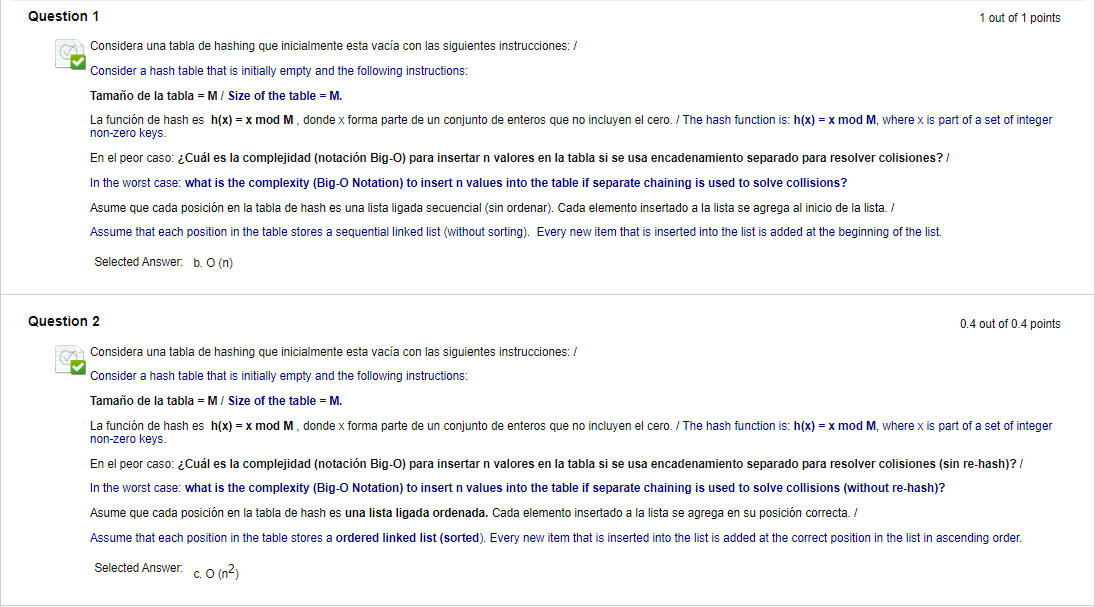 Question 1
1 out of 1 points
Considera una tabla de hashing que inicialmente esta vacía con las siguientes instrucciones: /
Consider a hash table that is initially empty and the following instructions:
Tamaño de la tabla = M / Size of the table = M.
La función de hash es h(x) = x mod M , donde x forma parte de un conjunto de enteros que no incluyen el cero. / The hash function is: h(x) = x mod M, where x is part of a set of integer
non-zero keys.
En el peor caso: ¿Cuál es la complejidad (notación Big-O) para insertar n valores en la tabla si se usa encadenamiento separado para resolver colisiones? /
In the worst case: what is the complexity (Big-O Notation) to insert n values into the table if separate chaining is used to solve collisions?
Asume que cada posición en la tabla de hash es una lista ligada secuencial (sin ordenar). Cada elemento insertado a la lista se agrega al inicio de la lista. /
Assume that each position in the table stores a sequential linked list (without sorting). Every new item that is inserted into the list is added at the beginning of the list.
Selected Answer: b. O (n)
Question 2
0.4 out of 0.4 points
Considera una tabla de hashing que inicialmente esta vacía con las siguientes instrucciones: /
Consider a hash table that is initially empty and the following instructions:
Tamaño de la tabla = M / Size of the table = M.
La función de hash es h(x) = x mod M , donde x forma parte de un conjunto de enteros que no incluyen el cero. / The hash function is: h(x) = x mod M, where x is part of a set of integer
non-zero keys.
En el peor caso: ¿Cuál es la complejidad (notación Big-O) para insertar n valores en la tabla si se usa encadenamiento separado para resolver colisiones (sin re-hash)? /
In the worst case: what is the complexity (Big-O Notation) to insert n values into the table if separate chaining is used to solve collisions (without re-hash)?
Asume que cada posición en la tabla de hash es una lista ligada ordenada. Cada elemento insertado a la lista se agrega en su posición correcta. /
Assume that each position in the table stores a ordered linked list (sorted). Every new item that is inserted into the list is added at the correct position in the list in ascending order.
Selected Answer: c. O (n²)